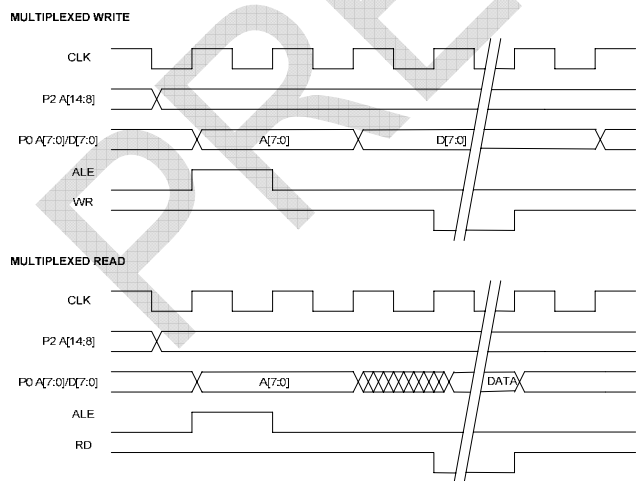 MULTIPLEXED WRITE
CLK
P2 A[14:8]
P0 A[7:0]/D[7:0]
A[7:0]
D[7:0]
ALE
WR
MULTIPLEXED READ
CLK
P2 A[14;8]
P0 A[7:0]/D[7:0]
A[7:0]
DATA
ALE
RD
PRE